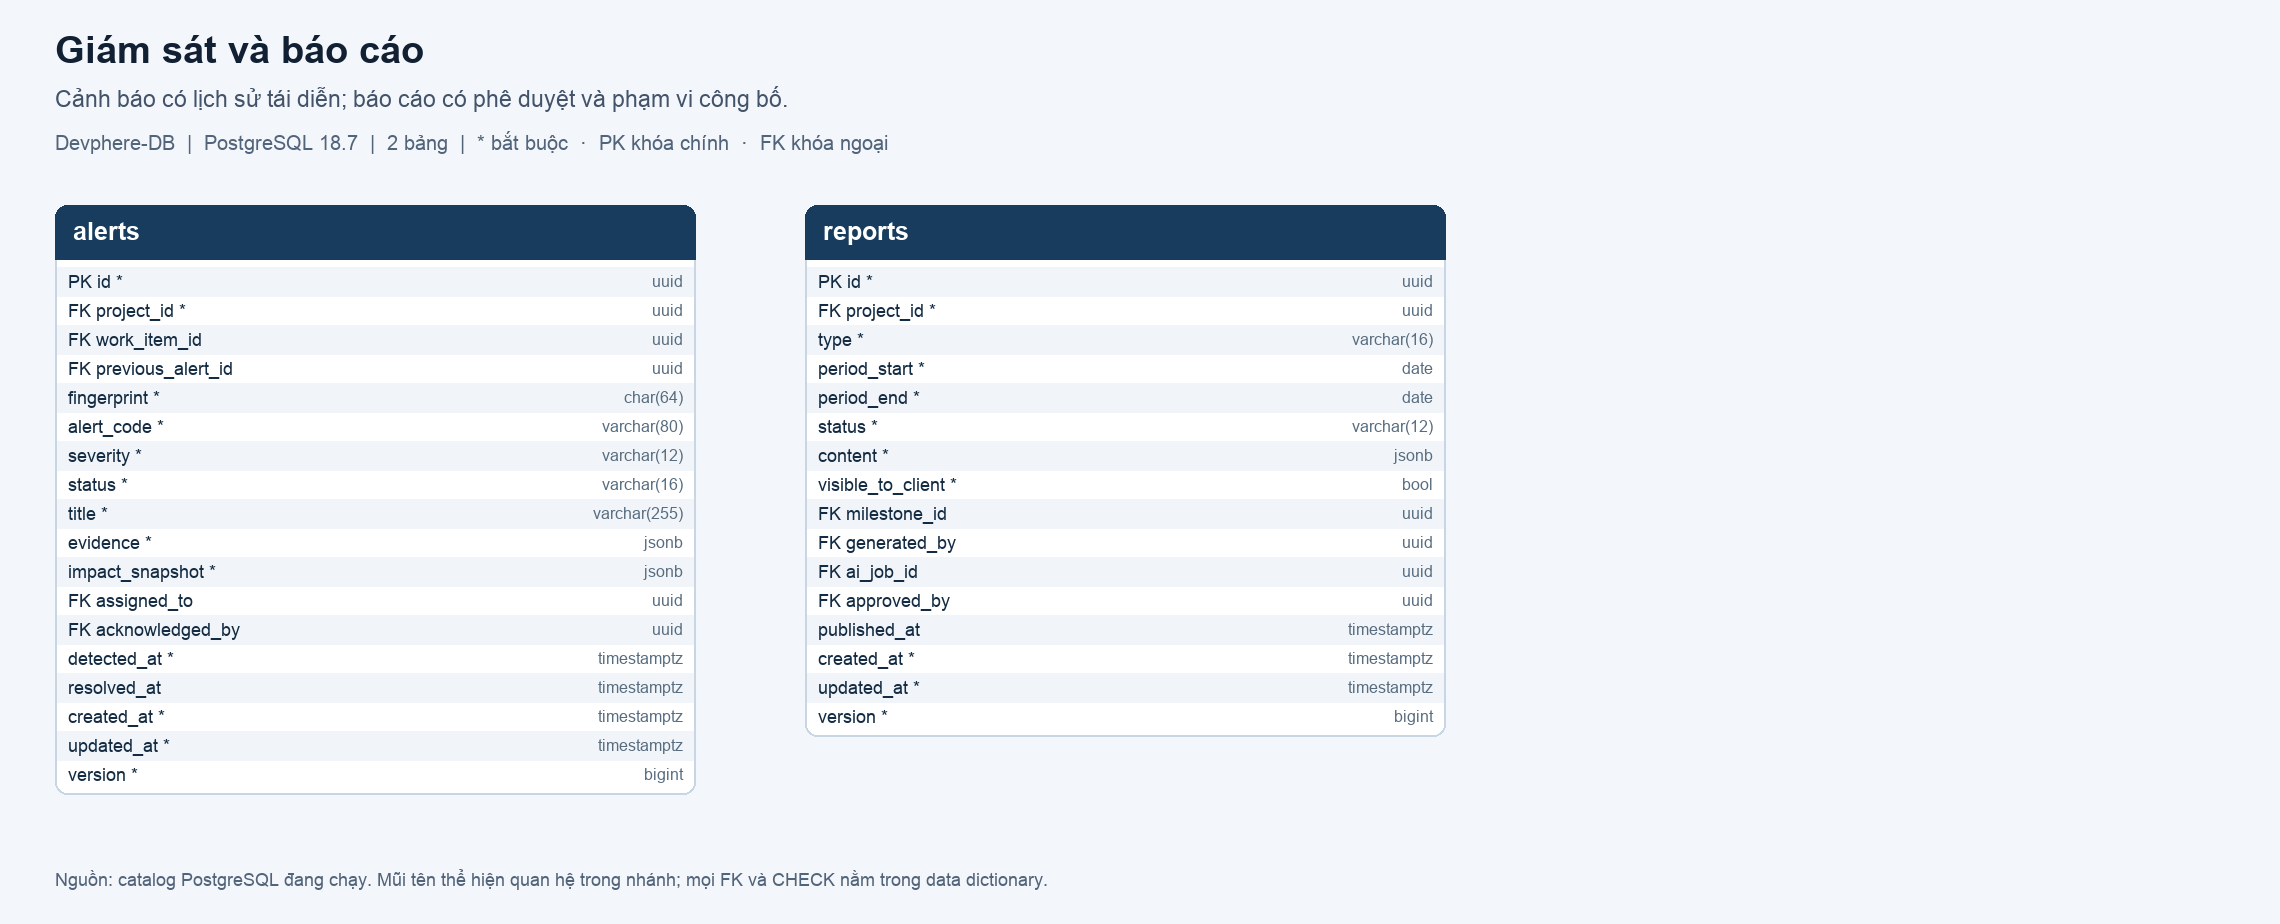 Giám sát và báo cáo
Cảnh báo có lịch sử tái diễn; báo cáo có phê duyệt và phạm vi công bố.
Devphere-DB | PostgreSQL 18.7 | 2 bảng | * bắt buộc · PK khóa chính · FK khóa ngoại
alerts
PK id * uuid
FK project_id * uuid
FK work_item_id uuid
FK previous_alert_id uuid
fingerprint * char(64)
alert_code * varchar(80)
severity * varchar(12)
status * varchar(16)
title * varchar(255)
evidence * jsonb
impact_snapshot * jsonb
FK assigned_to uuid
FK acknowledged_by uuid
detected_at * timestamptz
resolved_at timestamptz
created_at * timestamptz
updated_at * timestamptz
version * bigint
reports
PK id * uuid
FK project_id * uuid
type * varchar(16)
period_start * date
period_end * date
status * varchar(12)
content * jsonb
visible_to_client * bool
FK milestone_id uuid
FK generated_by uuid
FK ai_job_id uuid
FK approved_by uuid
published_at timestamptz
created_at * timestamptz
updated_at * timestamptz
version * bigint
Nguồn: catalog PostgreSQL đang chạy. Mũi tên thể hiện quan hệ trong nhánh; mọi FK và CHECK nằm trong data dictionary.